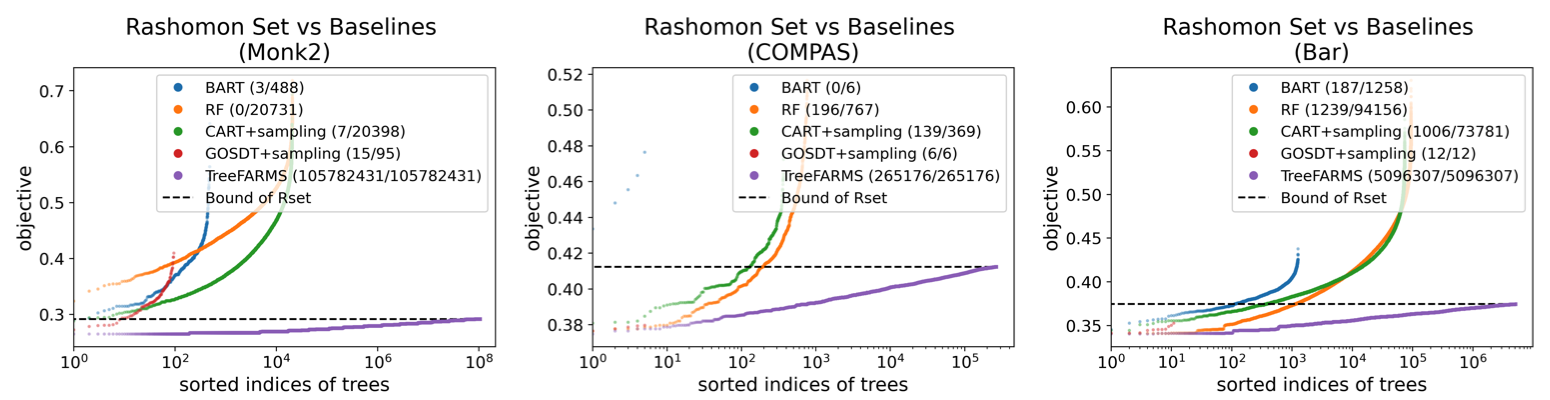 Rashomon Set vs Baselines
(Monk2)
BART (3/488)
RF (0/20731)
CART+sampling (7/20398)
GOSDT+sampling (15/95)
TreeFARMS (105782431/105782431)
Bound of Rset
objective
0.7
0.6
0.5
0.4
0.3
10^0 10^2 10^4 10^6 10^8
sorted indices of trees
Rashomon Set vs Baselines
(COMPAS)
BART (0/6)
RF (196/767)
CART+sampling (139/369)
GOSDT+sampling (6/6)
TreeFARMS (265176/265176)
Bound of Rset
objective
0.52
0.50
0.48
0.46
0.44
0.42
0.40
0.38
10^0 10^1 10^2 10^3 10^4 10^5
sorted indices of trees
Rashomon Set vs Baselines
(Bar)
BART (187/1258)
RF (1239/94156)
CART+sampling (1006/73781)
GOSDT+sampling (12/12)
TreeFARMS (5096307/5096307)
Bound of Rset
objective
0.60
0.55
0.50
0.45
0.40
0.35
10^0 10^1 10^2 10^3 10^4 10^5 10^6
sorted indices of trees